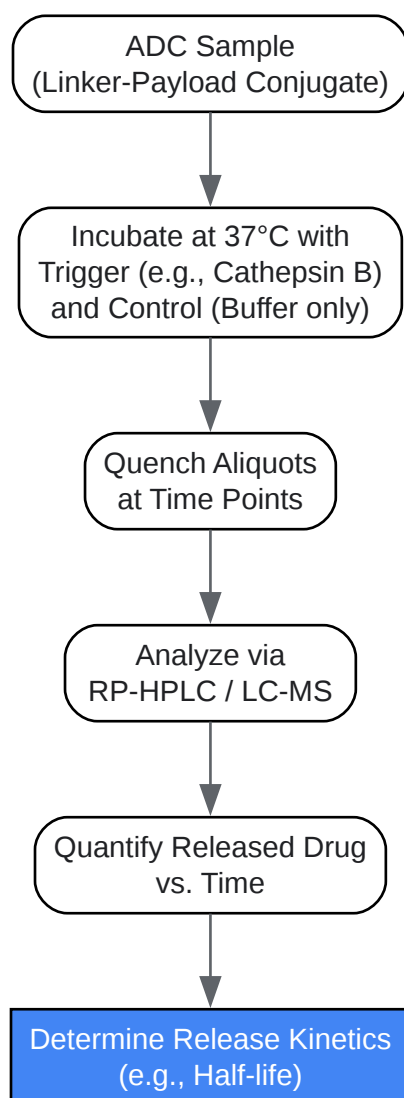 ADC Sample
(Linker-Payload Conjugate)
Incubate at 37°C with
Trigger (e.g., Cathepsin B)
and Control (Buffer only)
Quench Aliquots
at Time Points
Analyze via
RP-HPLC / LC-MS
Quantify Released Drug
vs. Time
Determine Release Kinetics
(e.g., Half-life)